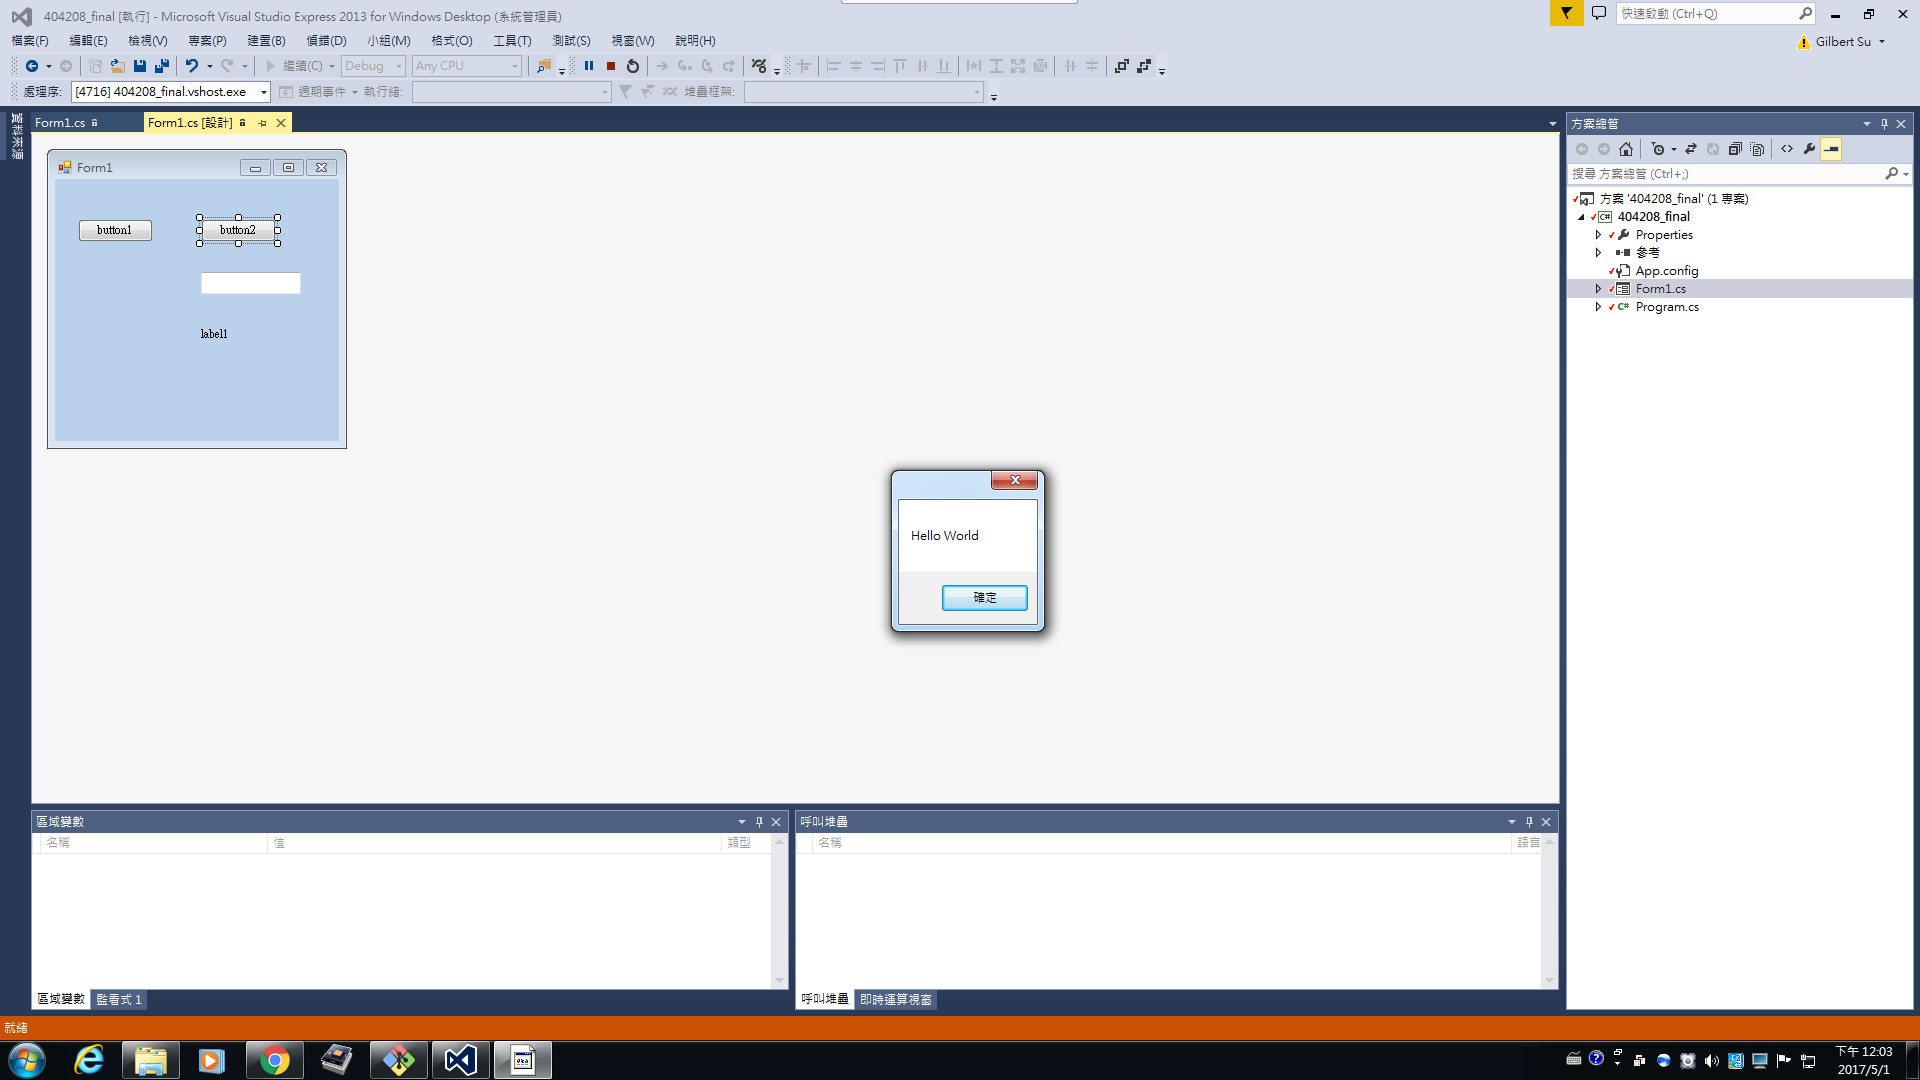 404208_final [執行] - Microsoft Visual Studio Express 2013 for Windows Desktop (系統管理員)
快速啟動 (Ctrl+Q)
檔案(F) 編輯(E) 檢視(V) 專案(P) 建置(B) 偵錯(D) 小組(M) 格式(O) 工具(T) 測試(S) 視窗(W) 說明(H)
Gilbert Su
繼續(C) Debug Any CPU
處理序: [4716] 404208_final.vshost.exe 週期事件 執行緒: 堆疊框架:
資料來源
Form1.cs Form1.cs [設計]
方案總管
Form1
搜尋 方案總管 (Ctrl+;)
方案 '404208_final' (1 專案)
404208_final
Properties
參考
App.config
Form1.cs
Program.cs
button1 button2
label1
Hello World
確定
區域變數
名稱 值 類型
區域變數 監看式 1
呼叫堆疊
名稱 語言
呼叫堆疊 即時運算視窗
就緒
下午 12:03
2017/5/1